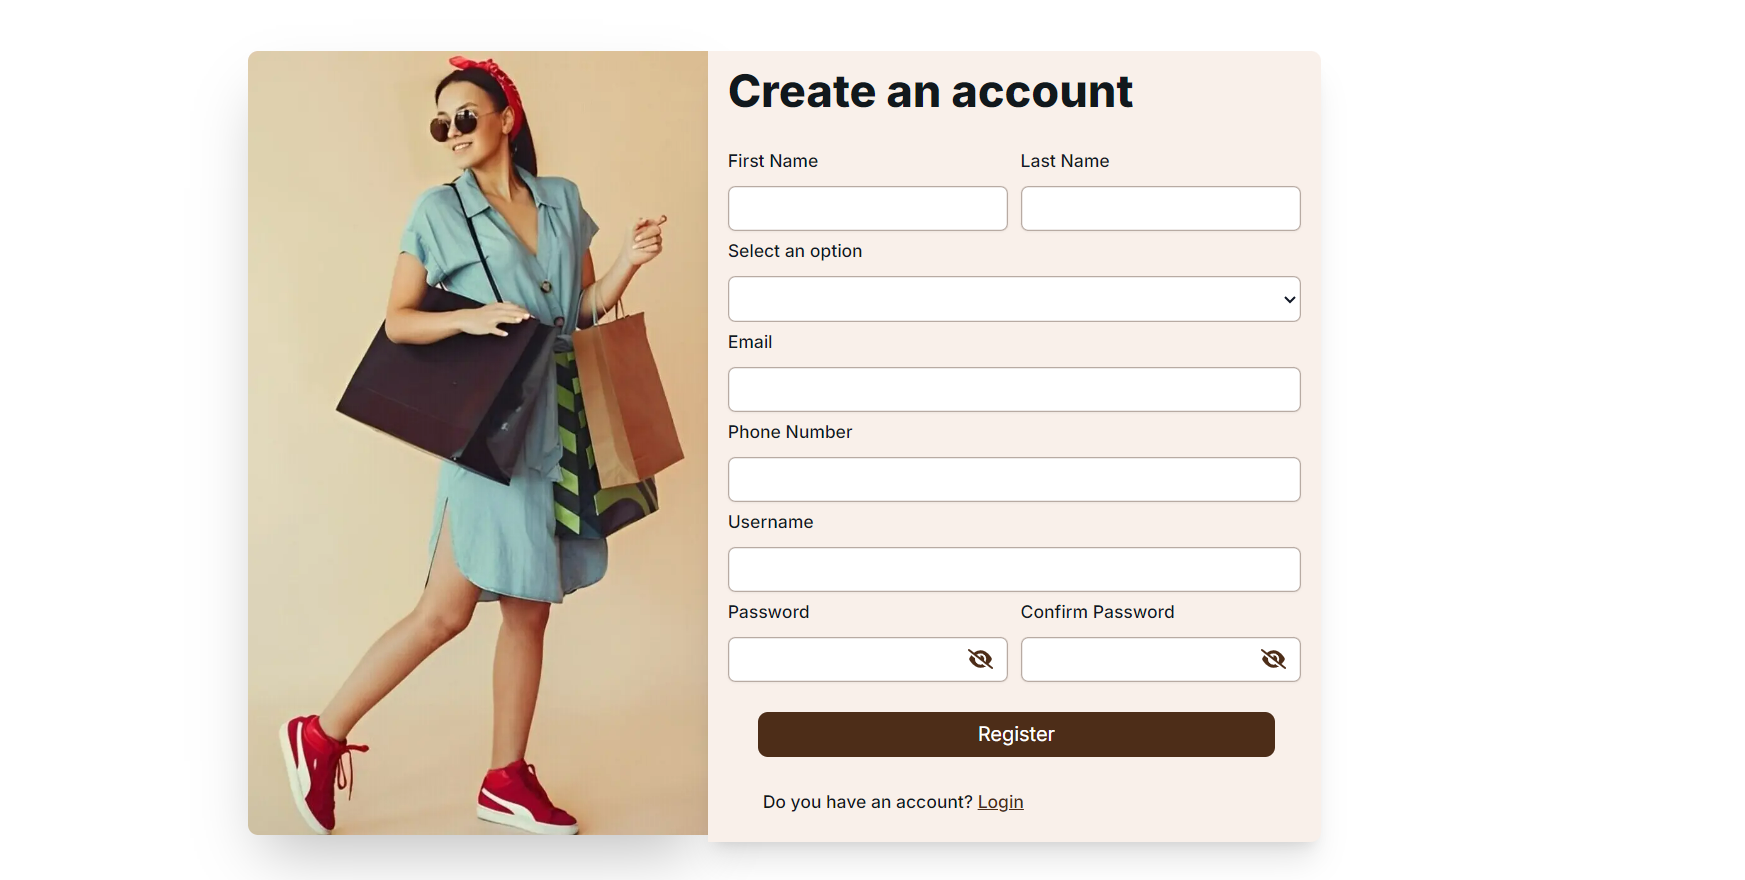 Create an account
First Name Last Name
Select an option
Email
Phone Number
Username
Password Confirm Password
Register
Do you have an account? Login